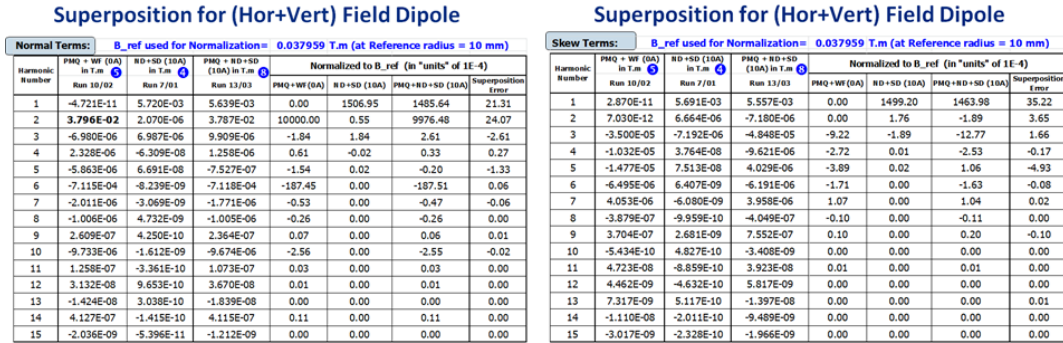 Superposition for (Hor+Vert) Field Dipole
Normal Terms: B_ref used for Normalization= 0.037959 T.m (at Reference radius = 10 mm)
Harmonic Number PMQ + WF (0A) in T.m 5 ND+SD (10A) in T.m 4 PMQ + ND+SD (10A) in T.m 8 Normalized to B_ref (in "units" of 1E-4)
Run 10/02 Run 7/01 Run 13/03 PMQ+WF(0A) ND+SD (10A) PMQ+ND+SD (10A) Superposition Error
1 -4.721E-11 5.720E-03 5.639E-03 0.00 1506.95 1485.64 21.31
2 3.796E-02 2.070E-06 3.787E-02 10000.00 0.55 9976.48 24.07
3 -6.980E-06 6.987E-06 9.909E-06 -1.84 1.84 2.61 -2.61
4 2.328E-06 -6.309E-08 1.258E-06 0.61 -0.02 0.33 0.27
5 -5.863E-06 6.691E-08 -7.527E-07 -1.54 0.02 -0.20 -1.33
6 -7.115E-04 -8.239E-09 -7.118E-04 -187.45 0.00 -187.51 0.06
7 -2.011E-06 -3.069E-09 -1.771E-06 -0.53 0.00 -0.47 -0.06
8 -1.006E-06 4.732E-09 -1.005E-06 -0.26 0.00 -0.26 0.00
9 2.609E-07 4.250E-10 2.364E-07 0.07 0.00 0.06 0.01
10 -9.733E-06 -1.612E-09 -9.674E-06 -2.56 0.00 -2.55 -0.02
11 1.258E-07 -3.361E-10 1.073E-07 0.03 0.00 0.03 0.00
12 3.132E-08 9.653E-10 3.670E-08 0.01 0.00 0.01 0.00
13 -1.424E-08 3.038E-10 -1.839E-08 0.00 0.00 0.00 0.00
14 4.127E-07 -1.415E-10 4.115E-07 0.11 0.00 0.11 0.00
15 -2.036E-09 -5.396E-11 -1.212E-09 0.00 0.00 0.00 0.00
Superposition for (Hor+Vert) Field Dipole
Skew Terms: B_ref used for Normalization= 0.037959 T.m (at Reference radius = 10 mm)
Harmonic Number PMQ + WF (0A) in T.m 5 ND+SD (10A) in T.m 4 PMQ + ND+SD (10A) in T.m 8 Normalized to B_ref (in "units" of 1E-4)
Run 10/02 Run 7/01 Run 13/03 PMQ+WF(0A) ND+SD (10A) PMQ+ND+SD (10A) Superposition Error
1 2.870E-11 5.691E-03 5.557E-03 0.00 1499.20 1463.98 35.22
2 7.030E-12 6.664E-06 -7.180E-06 0.00 1.76 -1.89 3.65
3 -3.500E-05 -7.192E-06 -4.848E-05 -9.22 -1.89 -12.77 1.66
4 -1.032E-05 3.764E-08 -9.621E-06 -2.72 0.01 -2.53 -0.17
5 -1.477E-05 7.513E-08 4.029E-06 -3.89 0.02 1.06 -4.93
6 -6.495E-06 6.407E-09 -6.191E-06 -1.71 0.00 -1.63 -0.08
7 4.053E-06 -6.080E-09 3.958E-06 1.07 0.00 1.04 0.02
8 -3.879E-07 -9.959E-10 -4.049E-07 -0.10 0.00 -0.11 0.00
9 3.704E-07 2.681E-09 7.552E-07 0.10 0.00 0.20 -0.10
10 -5.434E-10 4.827E-10 -3.408E-09 0.00 0.00 0.00 0.00
11 4.723E-08 -8.859E-10 3.923E-08 0.01 0.00 0.01 0.00
12 4.462E-09 -4.632E-10 5.817E-09 0.00 0.00 0.00 0.00
13 7.317E-09 5.117E-10 -1.397E-08 0.00 0.00 0.00 0.01
14 -1.110E-08 -2.011E-10 -9.489E-09 0.00 0.00 0.00 0.00
15 -3.017E-09 -2.328E-10 -1.966E-09 0.00 0.00 0.00 0.00